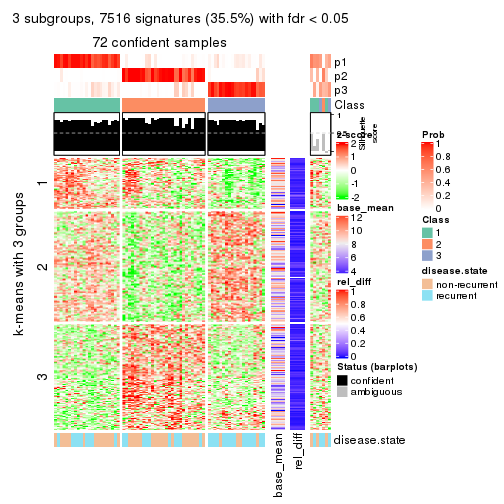 3 subgroups, 7516 signatures (35.5%) with fdr < 0.05
72 confident samples
p1
p2
p3
Class
1
0.5
0
Silhouette
score
k-means with 3 groups
1
2
3
z-score
2
1
0
-1
-2
base_mean
12
10
8
6
4
rel_diff
1
0.8
0.6
0.4
0.2
0
Status (barplots)
confident
ambiguous
Prob
1
0.8
0.6
0.4
0.2
0
Class
1
2
3
disease.state
non-recurrent
recurrent
disease.state
base_mean
rel_diff